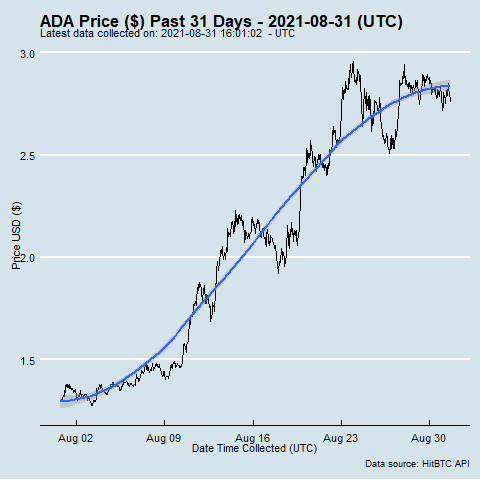 ADA Price ($) Past 31 Days - 2021-08-31 (UTC)
Latest data collected on: 2021-08-31 16:01:02  - UTC
3.0
2.5
2.0
1.5
Price USD ($)
Aug 02 Aug 09 Aug 16 Aug 23 Aug 30
Date Time Collected (UTC)
Data source: HitBTC API